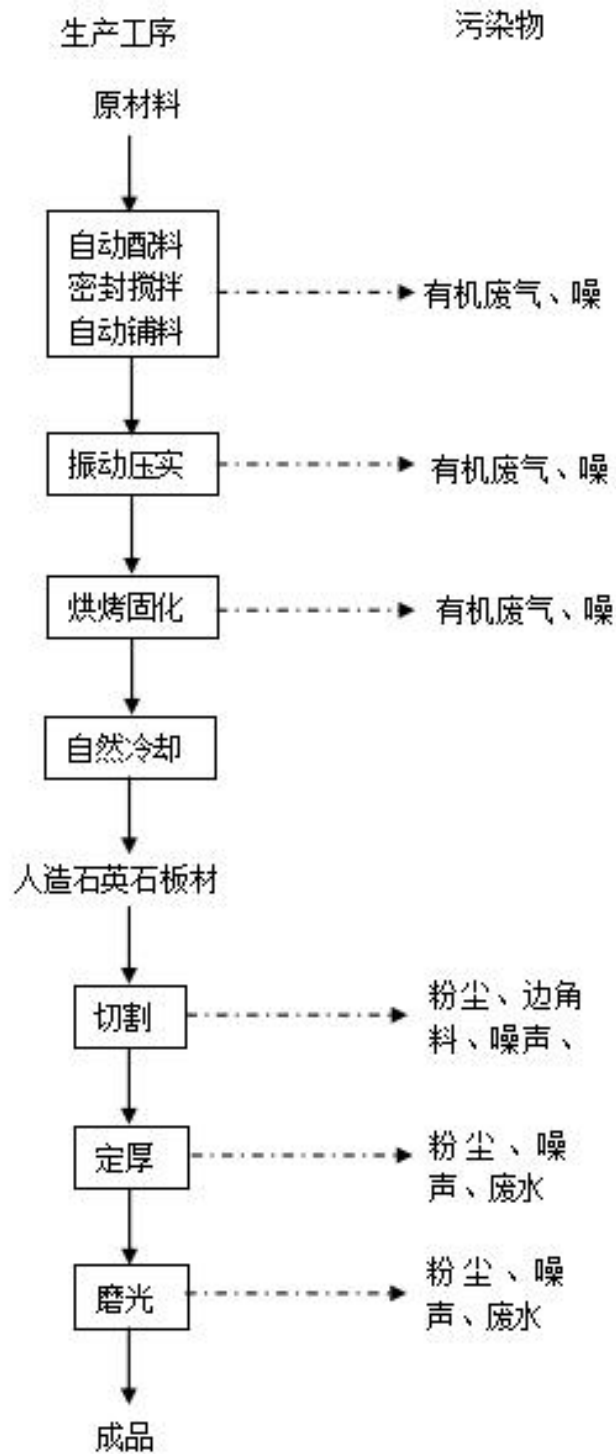 生产工序
污染物
原材料
自动配料
密封搅拌
自动铺料
有机废气、噪
振动压实
有机废气、噪
烘烤固化
有机废气、噪
自然冷却
人造石英石板材
切割
粉尘、边角
料、噪声、
定厚
粉尘、噪
声、废水
磨光
粉尘、噪
声、废水
成品